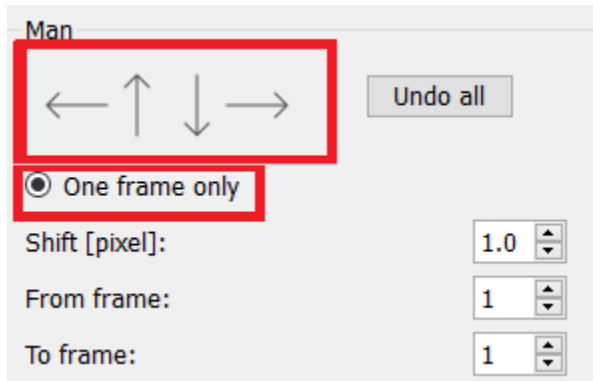 Man
Undo all
One frame only
Shift [pixel]: 1.0
From frame: 1
To frame: 1